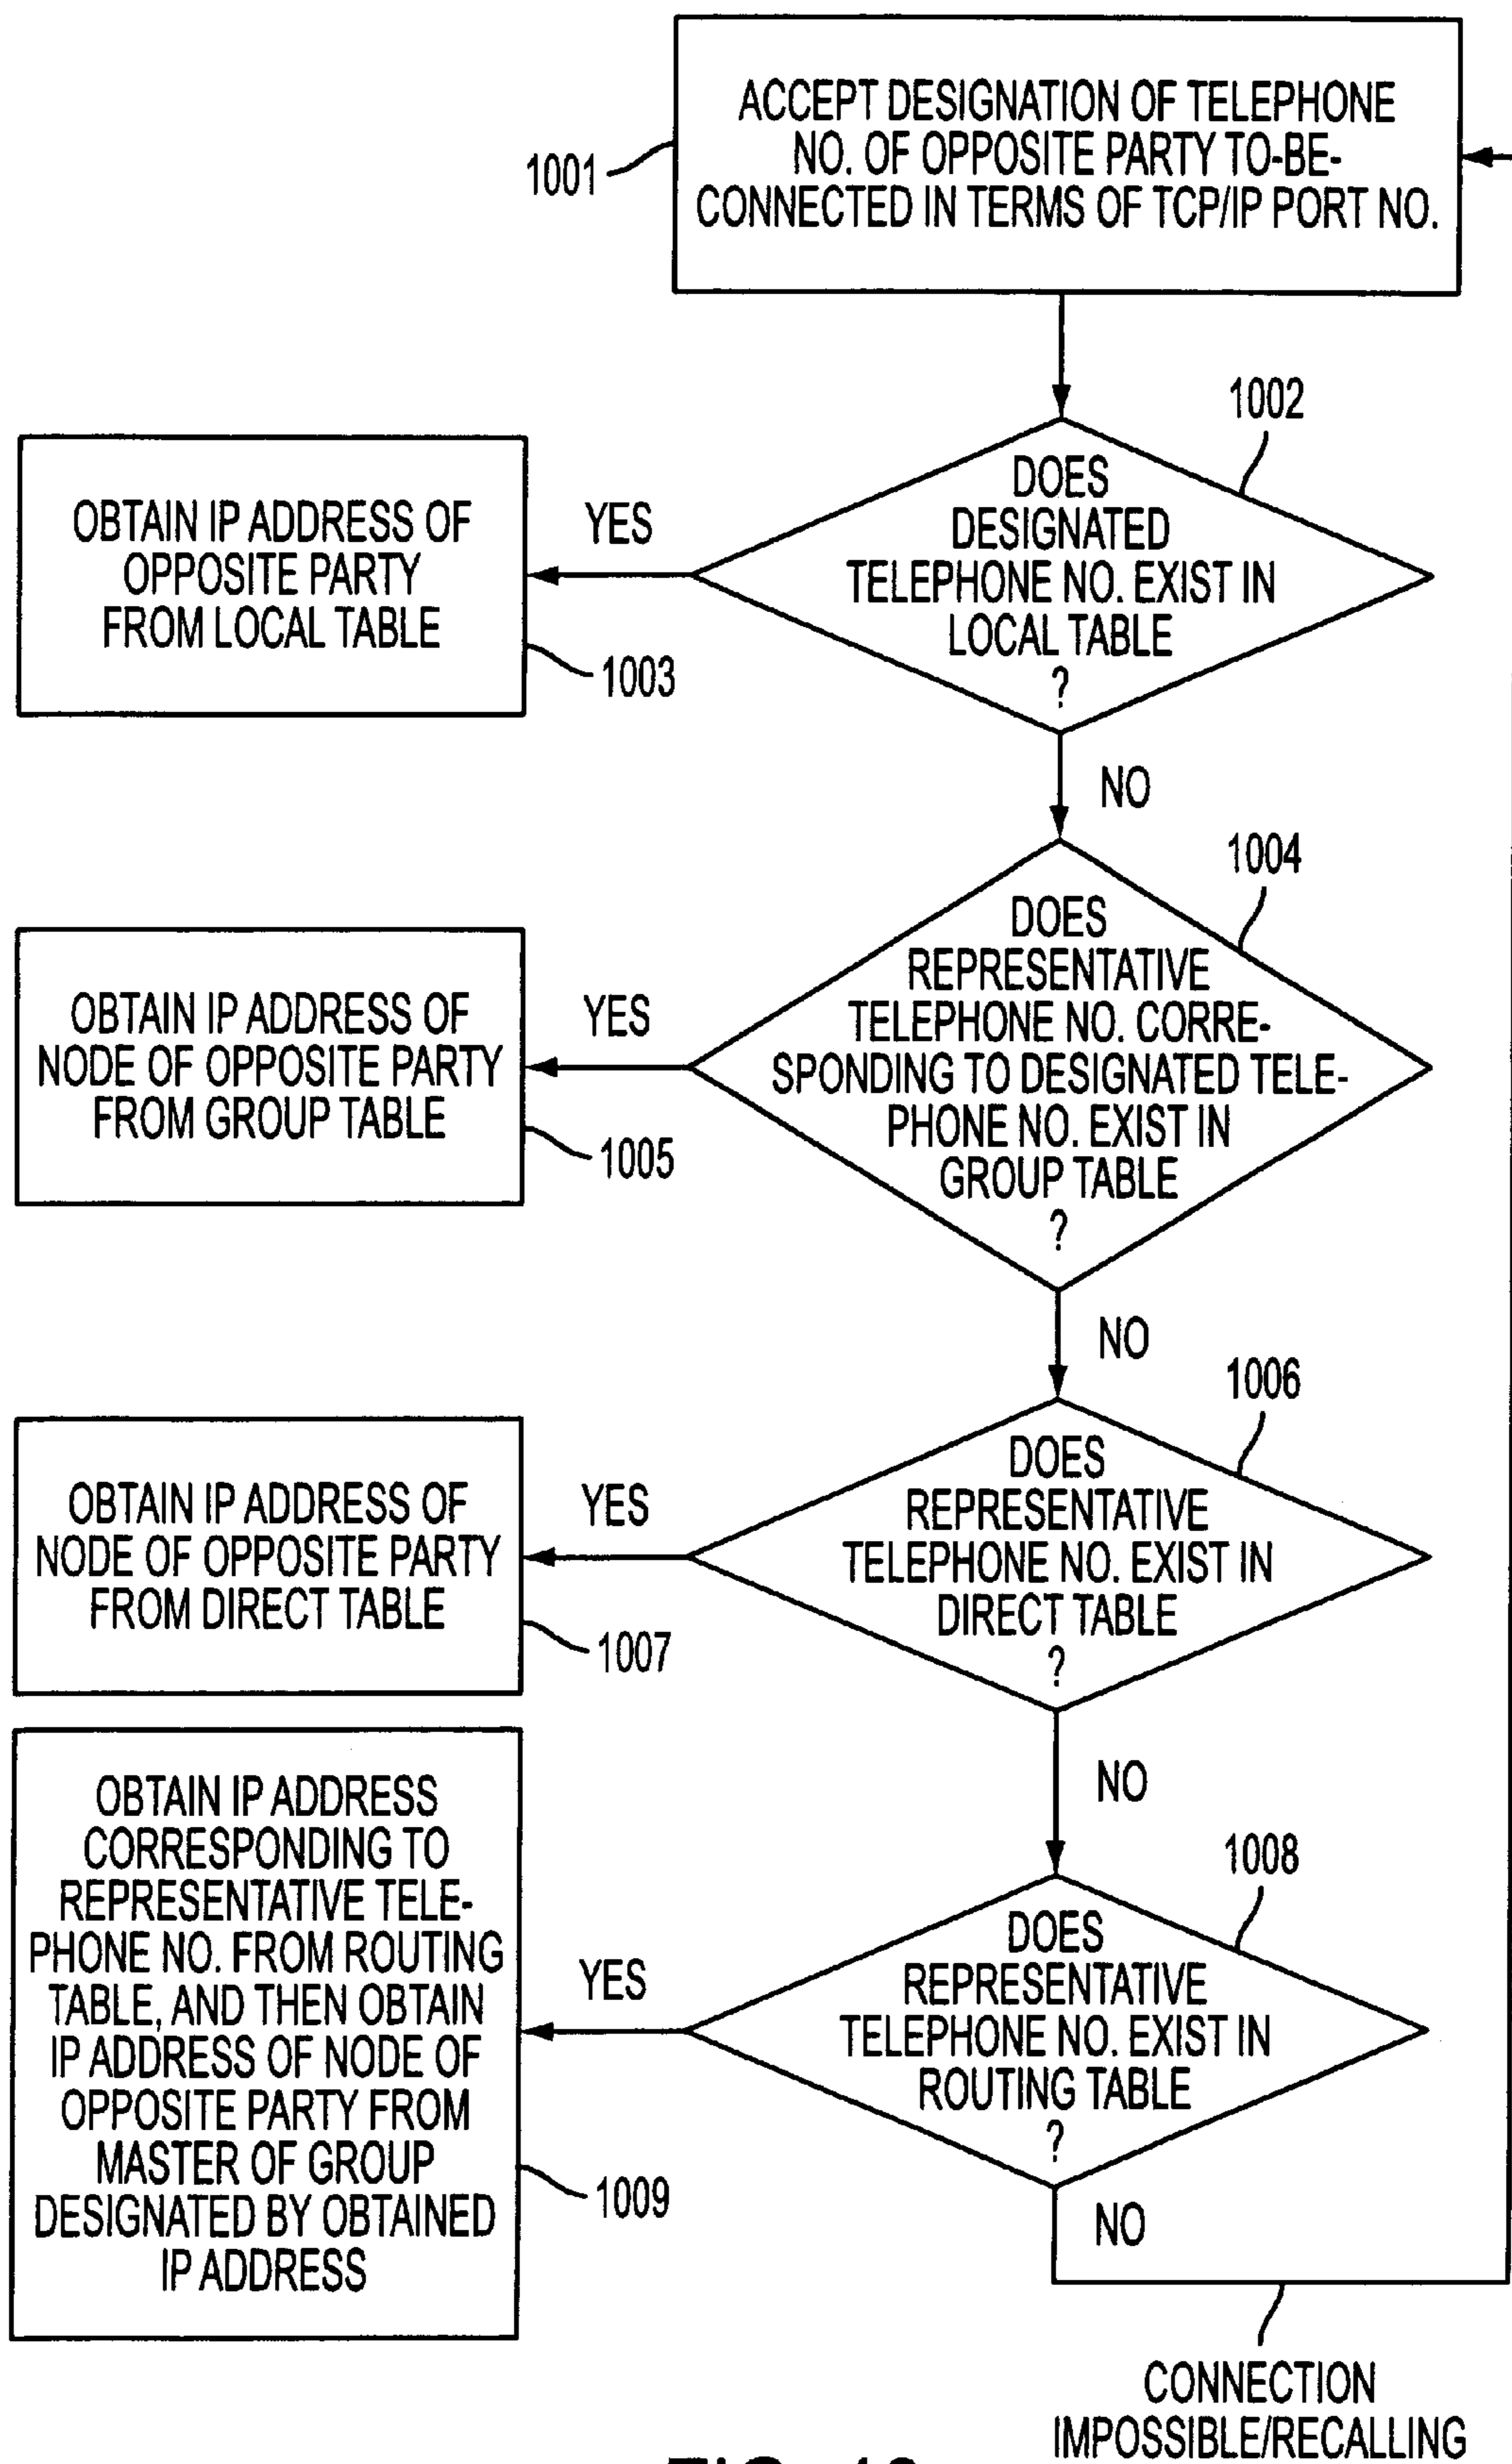 ACCEPT DESIGNATION OF TELEPHONE
NO. OF OPPOSITE PARTY TO-BE-
CONNECTED IN TERMS OF TCP/IP PORT NO.
1001
1002
DOES
DESIGNATED
TELEPHONE NO. EXIST IN
LOCAL TABLE
?
YES
OBTAIN IP ADDRESS OF
OPPOSITE PARTY
FROM LOCAL TABLE
1003
NO
1004
DOES
REPRESENTATIVE
TELEPHONE NO. CORRE-
SPONDING TO DESIGNATED TELE-
PHONE NO. EXIST IN
GROUP TABLE
?
YES
OBTAIN IP ADDRESS OF
NODE OF OPPOSITE PARTY
FROM GROUP TABLE
1005
NO
1006
DOES
REPRESENTATIVE
TELEPHONE NO. EXIST IN
DIRECT TABLE
?
YES
OBTAIN IP ADDRESS OF
NODE OF OPPOSITE PARTY
FROM DIRECT TABLE
1007
NO
1008
DOES
REPRESENTATIVE
TELEPHONE NO. EXIST IN
ROUTING TABLE
?
YES
OBTAIN IP ADDRESS
CORRESPONDING TO
REPRESENTATIVE TELE-
PHONE NO. FROM ROUTING
TABLE, AND THEN OBTAIN
IP ADDRESS OF NODE OF
OPPOSITE PARTY FROM
MASTER OF GROUP
DESIGNATED BY OBTAINED
IP ADDRESS
1009
NO
CONNECTION
IMPOSSIBLE/RECALLING